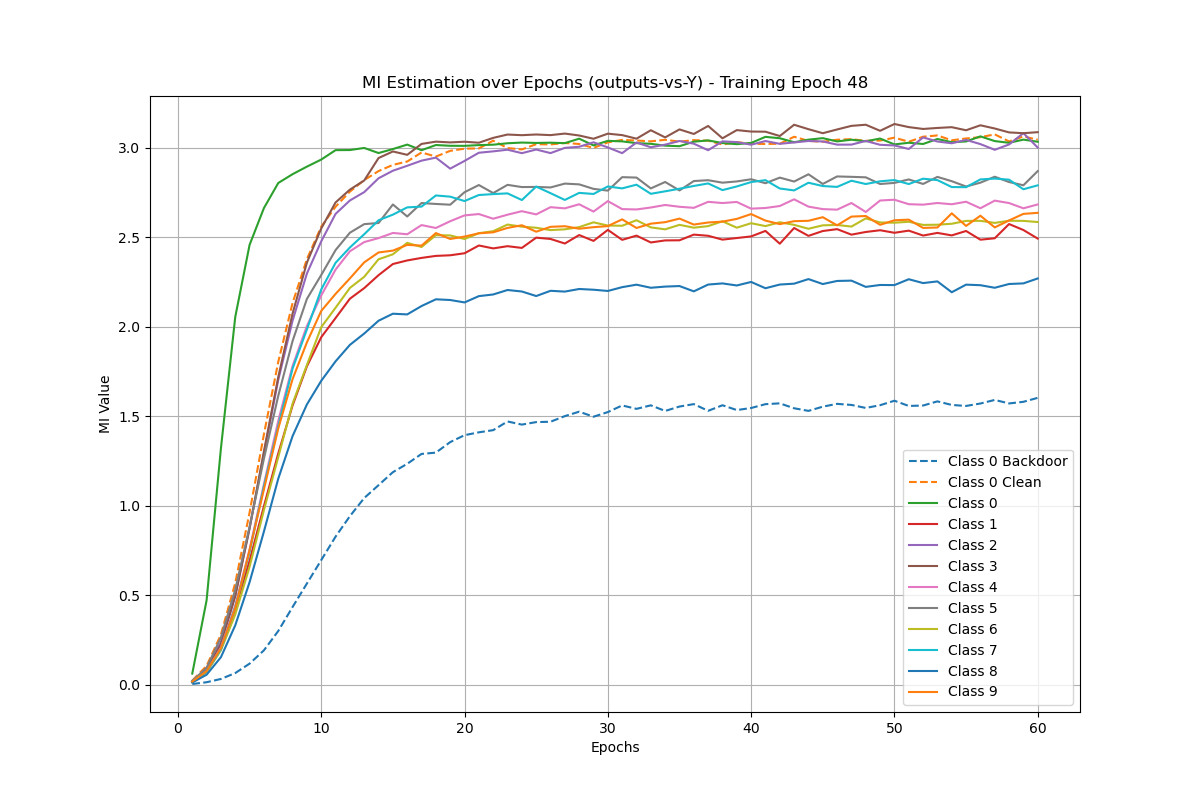 MI Estimation over Epochs (outputs-vs-Y) - Training Epoch 48
MI Value
3.0
2.5
2.0
1.5
1.0
0.5
0.0
0 10 20 30 40 50 60
Epochs
Class 0 Backdoor
Class 0 Clean
Class 0
Class 1
Class 2
Class 3
Class 4
Class 5
Class 6
Class 7
Class 8
Class 9